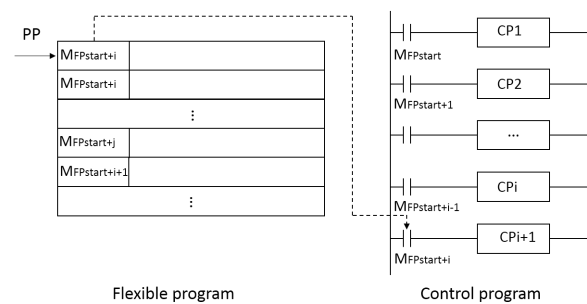 PP
MFPstart+i
MFPstart+i
⋮
MFPstart+j
MFPstart+i+1
⋮
Flexible program
CP1
MFPstart
CP2
MFPstart+1
...
CPi
MFPstart+i-1
CPi+1
MFPstart+i
Control program